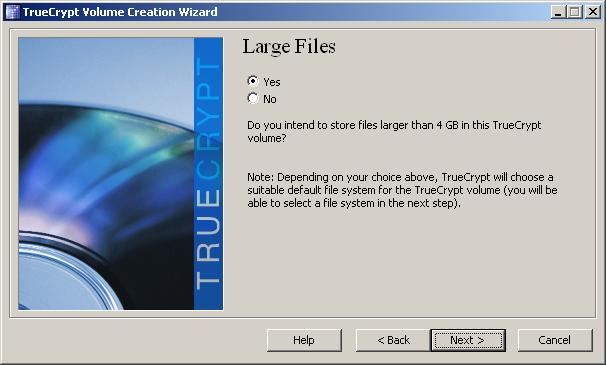 TrueCrypt Volume Creation Wizard
TRUECRYPT
Large Files
Yes
No
Do you intend to store files larger than 4 GB in this TrueCrypt
volume?
Note: Depending on your choice above, TrueCrypt will choose a
suitable default file system for the TrueCrypt volume (you will be
able to select a file system in the next step).
Help
< Back
Next >
Cancel